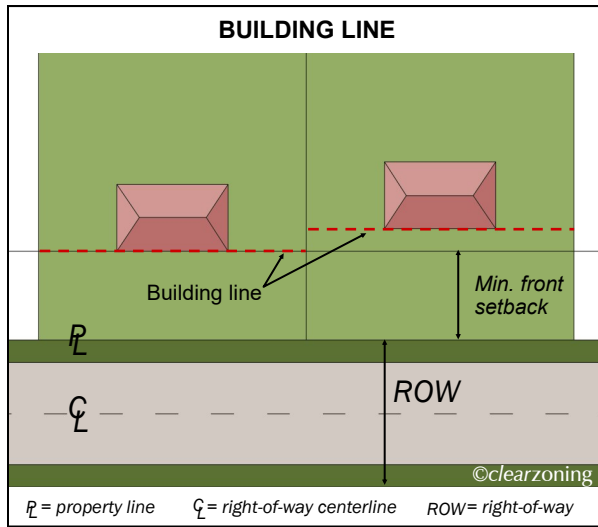 BUILDING LINE
Building line
Min. front
setback
PL
CL
ROW
©clearzoning
PL = property line
CL = right-of-way centerline
ROW = right-of-way